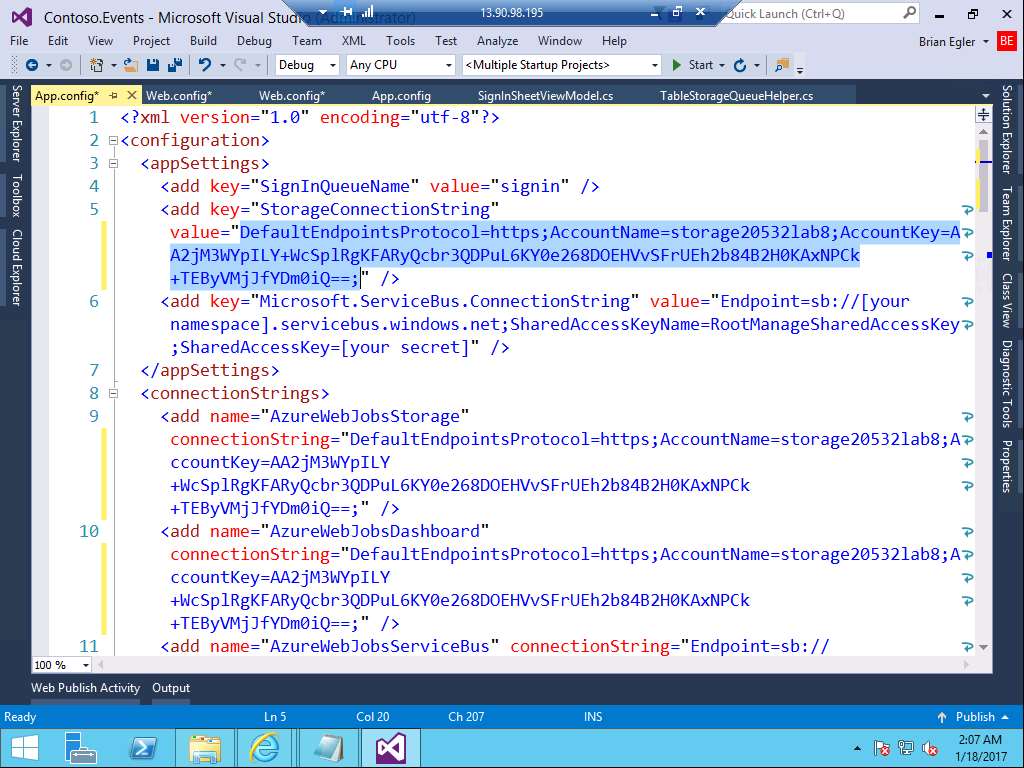 Contoso.Events - Microsoft Visual Studio (Administrator)
13.90.98.195
Quick Launch (Ctrl+Q)
File Edit View Project Build Debug Team XML Tools Test Analyze Window Help
Brian Egler BE
Debug Any CPU <Multiple Startup Projects> Start
App.config* Web.config* Web.config* App.config SignInSheetViewModel.cs TableStorageQueueHelper.cs
Server Explorer
Toolbox
Cloud Explorer
1 <?xml version="1.0" encoding="utf-8"?>
2 <configuration>
3 <appSettings>
4 <add key="SignInQueueName" value="signin" />
5 <add key="StorageConnectionString"
value="DefaultEndpointsProtocol=https;AccountName=storage20532lab8;AccountKey=A
A2jM3WYpILY+WcSplRgKFARyQcbr3QDPuL6KY0e268DOEHVvSFrUEh2b84B2H0KAxNPCk
+TEByVMjJfYDm0iQ==;" />
6 <add key="Microsoft.ServiceBus.ConnectionString" value="Endpoint=sb://[your
namespace].servicebus.windows.net;SharedAccessKeyName=RootManageSharedAccessKey
;SharedAccessKey=[your secret]" />
7 </appSettings>
8 <connectionStrings>
9 <add name="AzureWebJobsStorage"
connectionString="DefaultEndpointsProtocol=https;AccountName=storage20532lab8;A
ccountKey=AA2jM3WYpILY
+WcSplRgKFARyQcbr3QDPuL6KY0e268DOEHVvSFrUEh2b84B2H0KAxNPCk
+TEByVMjJfYDm0iQ==;" />
10 <add name="AzureWebJobsDashboard"
connectionString="DefaultEndpointsProtocol=https;AccountName=storage20532lab8;A
ccountKey=AA2jM3WYpILY
+WcSplRgKFARyQcbr3QDPuL6KY0e268DOEHVvSFrUEh2b84B2H0KAxNPCk
+TEByVMjJfYDm0iQ==;" />
11 <add name="AzureWebJobsServiceBus" connectionString="Endpoint=sb://
Solution Explorer
Team Explorer
Class View
Diagnostic Tools
Properties
100 %
Web Publish Activity Output
Ready Ln 5 Col 20 Ch 207 INS Publish
2:07 AM
1/18/2017